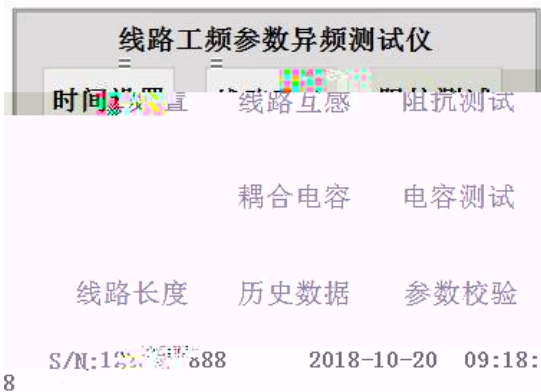 线路工频参数异频测试仪
时间设置 线路互感 阻抗测试
耦合电容 电容测试
线路长度 历史数据 参数校验
2018-10-20 09:18:
8